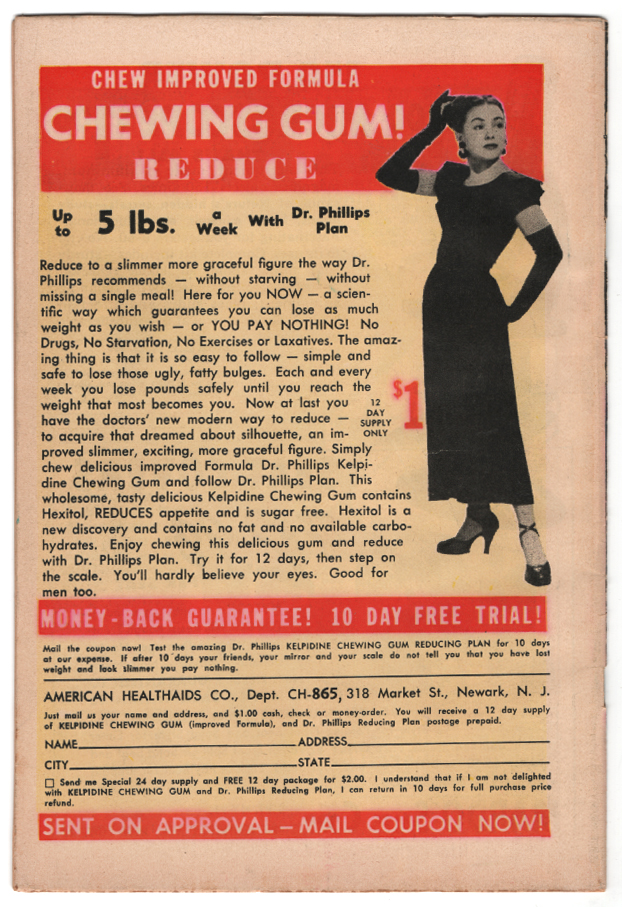 CHEW IMPROVED FORMULA
CHEWING GUM!
REDUCE
Up to 5 lbs. a Week With Dr. Phillips Plan
Reduce to a slimmer more graceful figure the way Dr.
Phillips recommends — without starving — without
missing a single meal! Here for you NOW — a scien-
tific way which guarantees you can lose as much
weight as you wish — or YOU PAY NOTHING! No
Drugs, No Starvation, No Exercises or Laxatives. The amaz-
ing thing is that it is so easy to follow — simple and
safe to lose those ugly, fatty bulges. Each and every
week you lose pounds safely until you reach the
weight that most becomes you. Now at last you
have the doctors' new modern way to reduce —
to acquire that dreamed about silhouette, an im-
proved slimmer, exciting, more graceful figure. Simply
chew delicious improved Formula Dr. Phillips Kelpi-
dine Chewing Gum and follow Dr. Phillips Plan. This
wholesome, tasty delicious Kelpidine Chewing Gum contains
Hexitol, REDUCES appetite and is sugar free. Hexitol is a
new discovery and contains no fat and no available carbo-
hydrates. Enjoy chewing this delicious gum and reduce
with Dr. Phillips Plan. Try it for 12 days, then step on
the scale. You'll hardly believe your eyes. Good for
men too.
$1
12
DAY
SUPPLY
ONLY
MONEY-BACK GUARANTEE! 10 DAY FREE TRIAL!
Mail the coupon now! Test the amazing Dr. Phillips KELPIDINE CHEWING GUM REDUCING PLAN for 10 days
at our expense. If after 10 days your friends, your mirror and your scale do not tell you that you have lost
weight and look slimmer you pay nothing.
AMERICAN HEALTHAIDS CO., Dept. CH-865, 318 Market St., Newark, N. J.
Just mail us your name and address, and $1.00 cash, check or money-order. You will receive a 12 day supply
of KELPIDINE CHEWING GUM (improved Formula), and Dr. Phillips Reducing Plan postage prepaid.
NAME ADDRESS
CITY STATE
Send me Special 24 day supply and FREE 12 day package for $2.00. I understand that if I am not delighted
with KELPIDINE CHEWING GUM and Dr. Phillips Reducing Plan, I can return in 10 days for full purchase price
refund.
SENT ON APPROVAL — MAIL COUPON NOW!